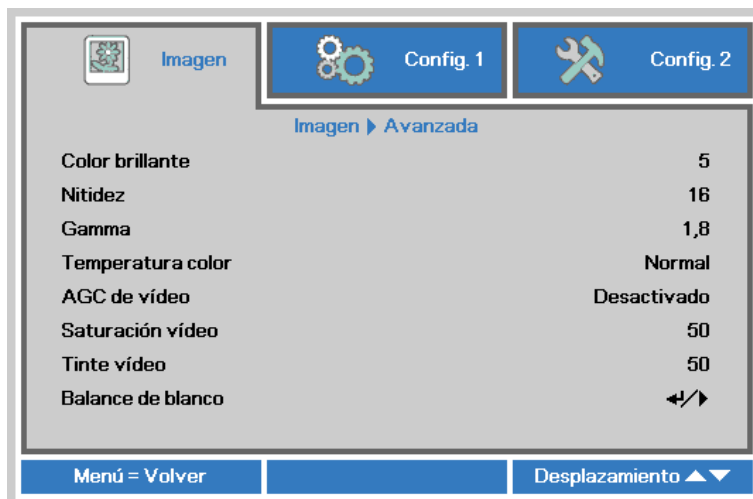 Imagen Config. 1 Config. 2
Imagen Avanzada
Color brillante 5
Nitidez 16
Gamma 1,8
Temperatura color Normal
AGC de vídeo Desactivado
Saturación vídeo 50
Tinte vídeo 50
Balance de blanco
Menú = Volver Desplazamiento